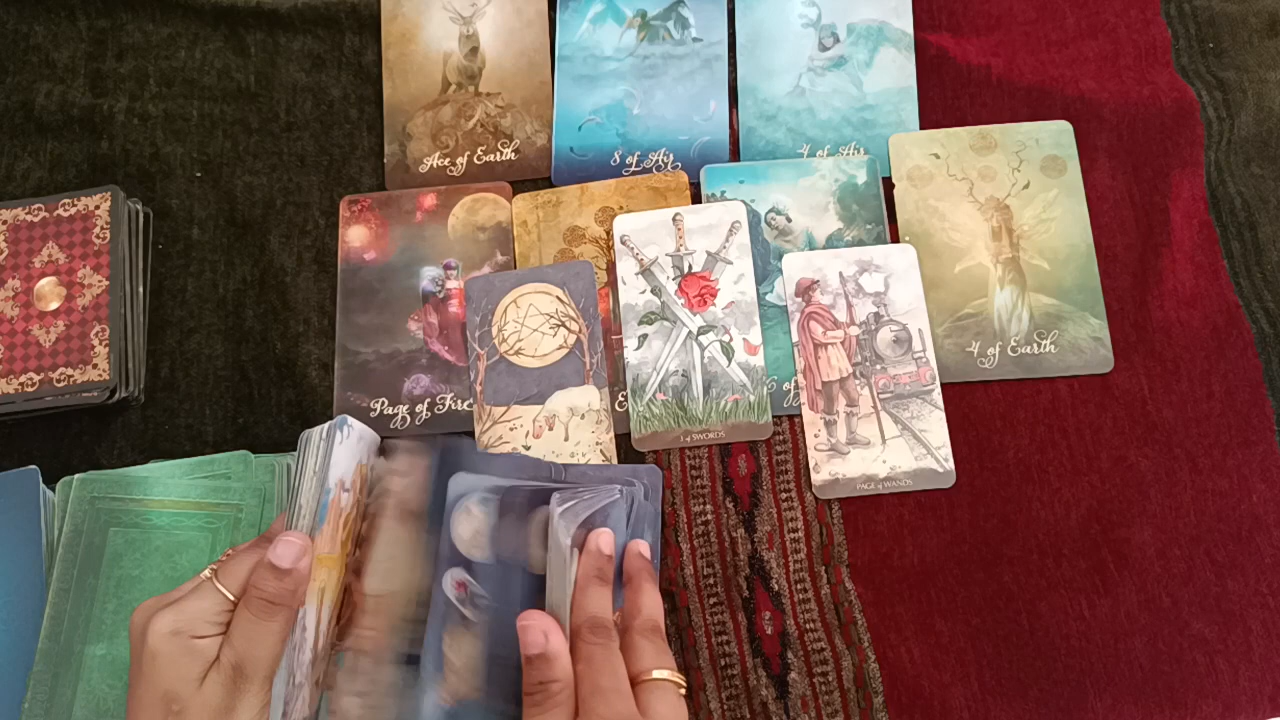 Ace of Earth
8 of Air
4 of Air
4 of Earth
Page of Fire
3 of SWORDS
PAGE of WANDS